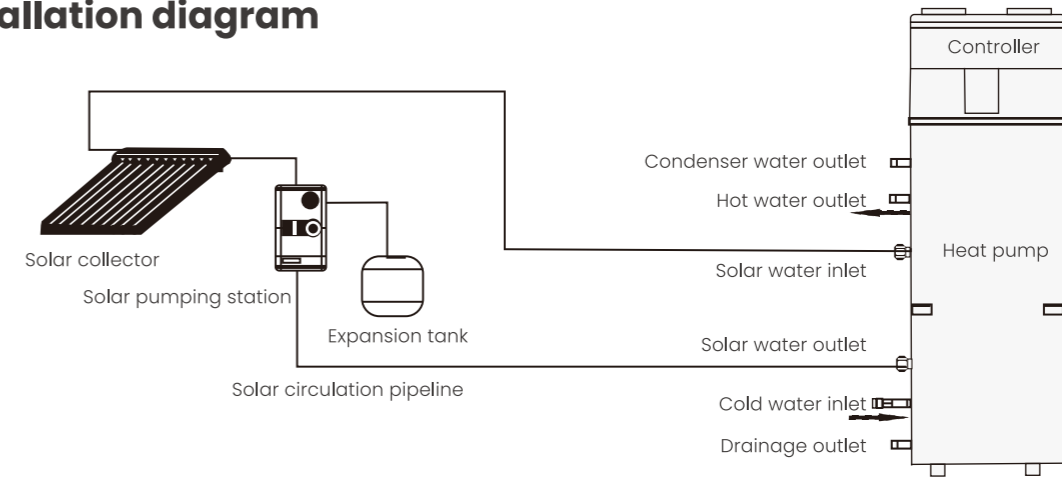 allation diagram
Controller
Condenser water outlet
Hot water outlet
Heat pump
Solar collector
Solar water inlet
Solar pumping station
Expansion tank
Solar water outlet
Solar circulation pipeline
Cold water inlet
Drainage outlet